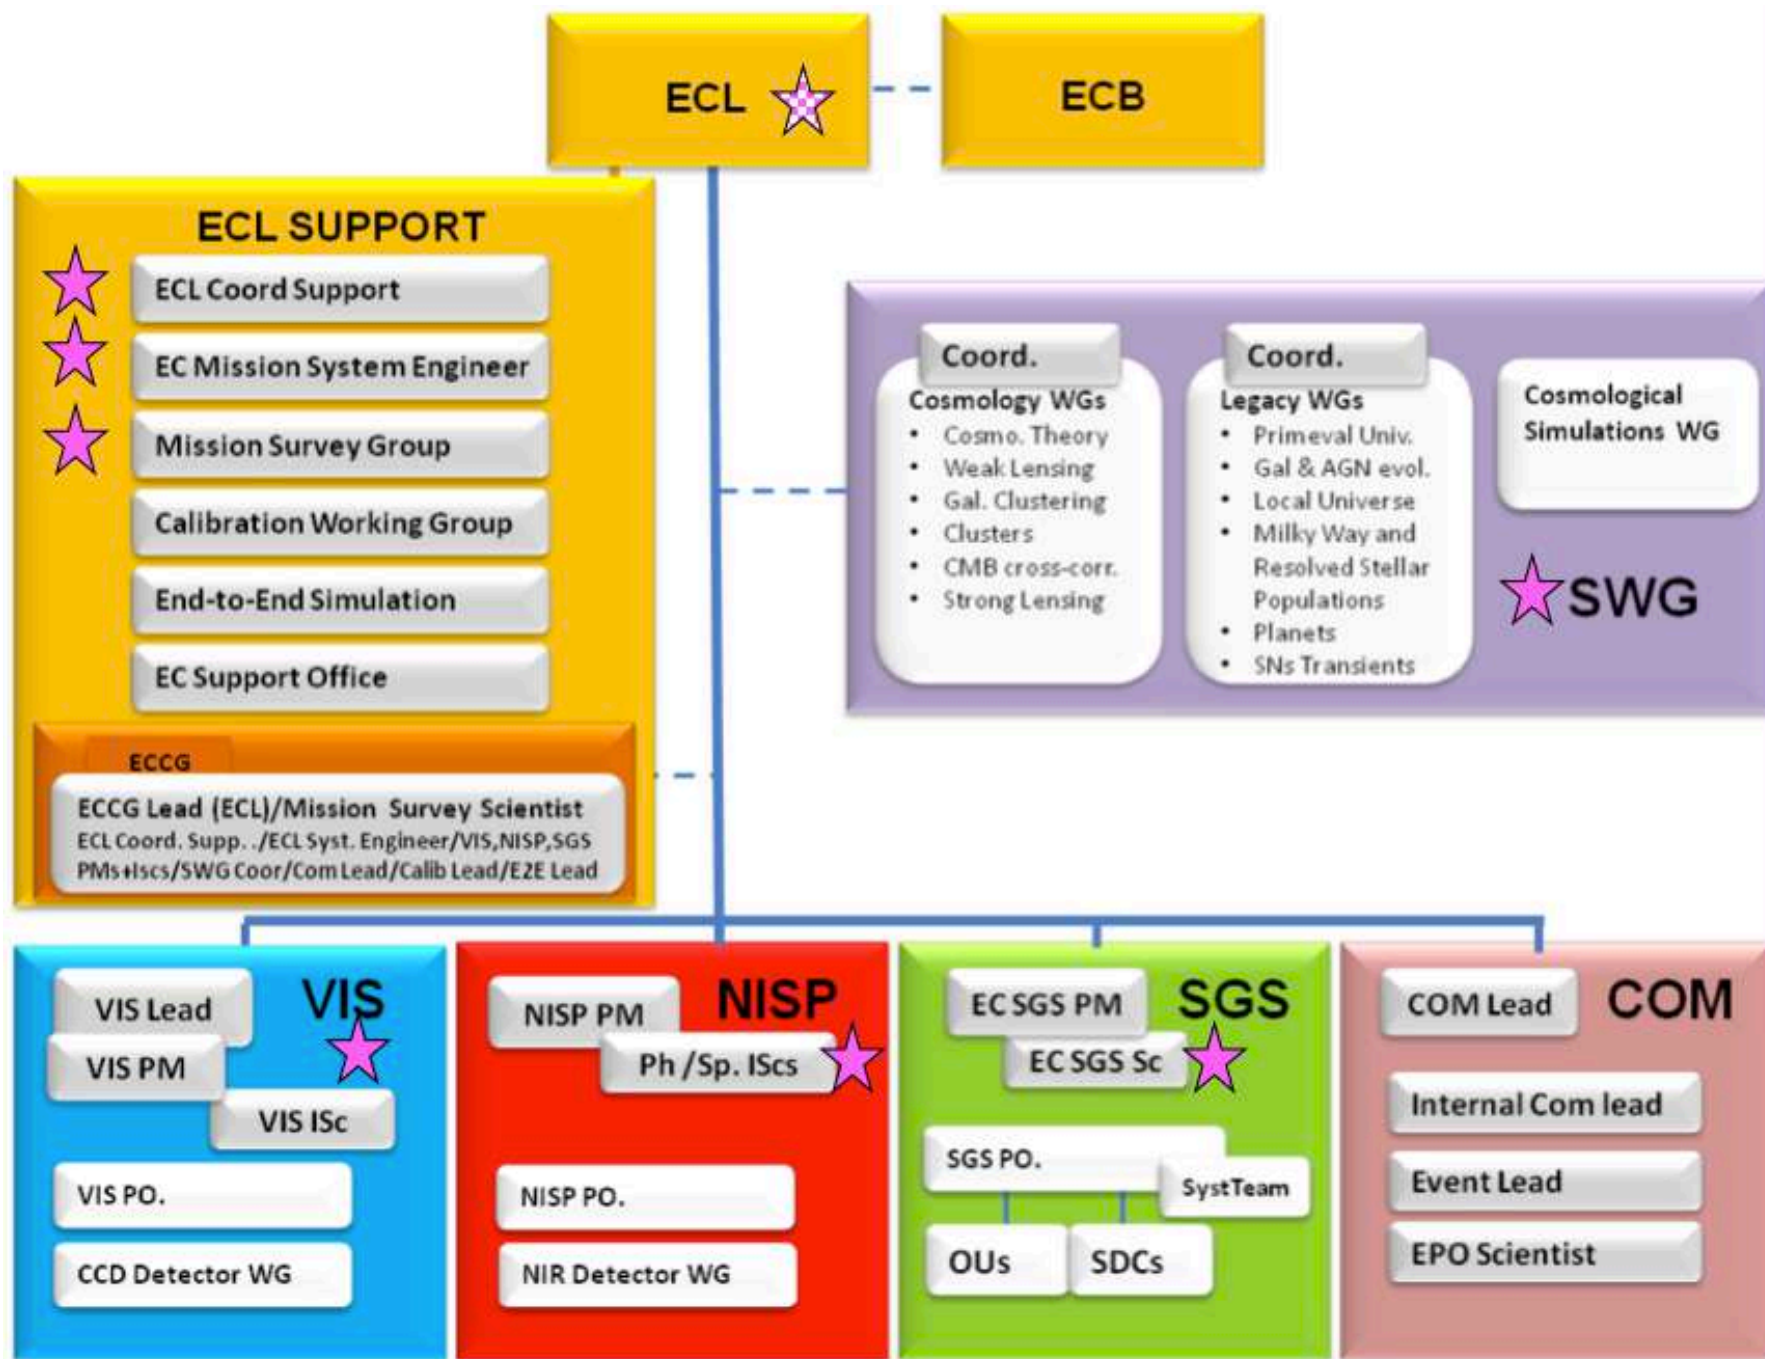 ECL
ECB
ECL SUPPORT
ECL Coord Support
EC Mission System Engineer
Mission Survey Group
Calibration Working Group
End-to-End Simulation
EC Support Office
ECCG
ECCG Lead (ECL)/Mission Survey Scientist
ECL Coord. Supp. ./ECL Syst. Engineer/VIS,NISP,SGS
PMs+Iscs/SWG Coor/Com Lead/Calib Lead/E2E Lead
Coord.
Cosmology WGs
• Cosmo. Theory
• Weak Lensing
• Gal. Clustering
• Clusters
• CMB cross-corr.
• Strong Lensing
Coord.
Legacy WGs
• Primeval Univ.
• Gal & AGN evol.
• Local Universe
• Milky Way and
Resolved Stellar
Populations
• Planets
• SNs Transients
Cosmological
Simulations WG
SWG
VIS
VIS Lead
VIS PM
VIS ISc
VIS PO.
CCD Detector WG
NISP
NISP PM
Ph /Sp. IScs
NISP PO.
NIR Detector WG
SGS
EC SGS PM
EC SGS Sc
SGS PO.
SystTeam
OUs
SDCs
COM
COM Lead
Internal Com lead
Event Lead
EPO Scientist